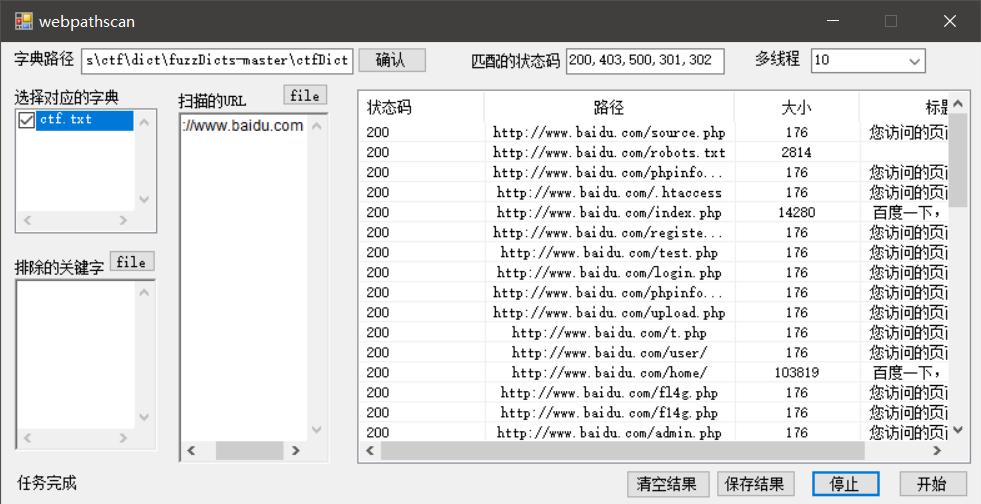 webpathscan
字典路径 s\ctf\dict\fuzzDicts-master\ctfDict 确认 匹配的状态码 200,403,500,301,302 多线程 10
选择对应的字典
ctf.txt
排除的关键字 file
扫描的URL file
://www.baidu.com
状态码 路径 大小 标题
200 http://www.baidu.com/source.php 176 您访问的页面
200 http://www.baidu.com/robots.txt 2814
200 http://www.baidu.com/phpinfo... 176 您访问的页面
200 http://www.baidu.com/.htaccess 176 您访问的页面
200 http://www.baidu.com/index.php 14280 百度一下，
200 http://www.baidu.com/registe... 176 您访问的页面
200 http://www.baidu.com/test.php 176 您访问的页面
200 http://www.baidu.com/login.php 176 您访问的页面
200 http://www.baidu.com/phpinfo... 176 您访问的页面
200 http://www.baidu.com/upload.php 176 您访问的页面
200 http://www.baidu.com/t.php 176 您访问的页面
200 http://www.baidu.com/user/ 176 您访问的页面
200 http://www.baidu.com/home/ 103819 百度一下，
200 http://www.baidu.com/fl4g.php 176 您访问的页面
200 http://www.baidu.com/f14g.php 176 您访问的页面
200 http://www.baidu.com/admin.php 176 您访问的页面
任务完成 清空结果 保存结果 停止 开始